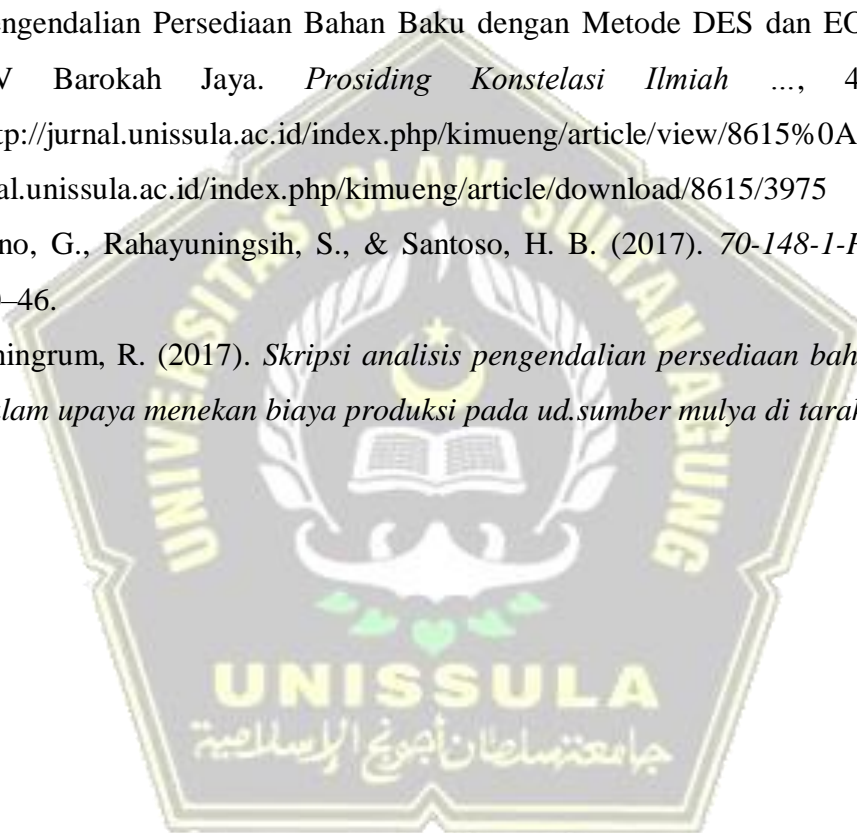 engendalian Persediaan Bahan Baku dengan Metode DES dan EO
V Barokah Jaya. Prosiding Konstelasi Ilmiah ..., 4
tp://jurnal.unissula.ac.id/index.php/kimueng/article/view/8615%0A
al.unissula.ac.id/index.php/kimueng/article/download/8615/3975
no, G., Rahayuningsih, S., & Santoso, H. B. (2017). 70-148-1-
–46.
ningrum, R. (2017). Skripsi analisis pengendalian persediaan bah
alam upaya menekan biaya produksi pada ud.sumber mulya di tarak
UNIVERSITAS ISLAM SULTAN AGUNG
UNISSULA
جامعة سلطان أجونج الإسلامية